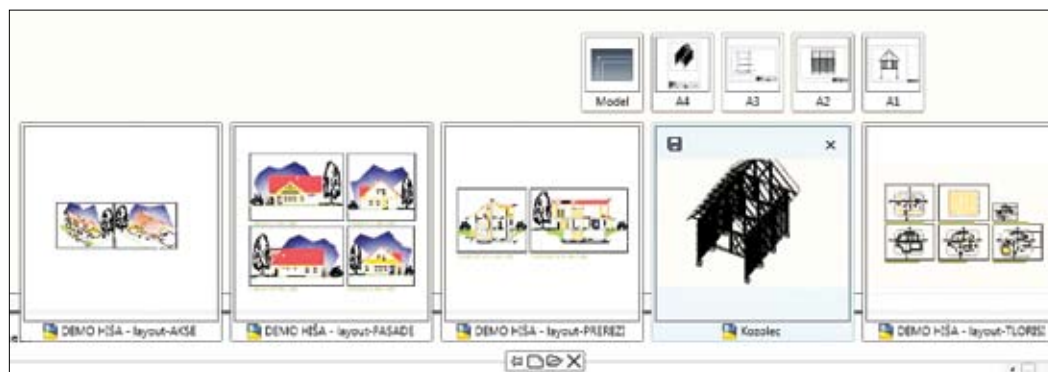 Model
A4
A3
A2
A1
DEMO HIŠA - layout-AKSE
DEMO HIŠA - layout-FASADE
DEMO HIŠA - layout-PREREZI
Kozolec
DEMO HIŠA - layout-TLORISI